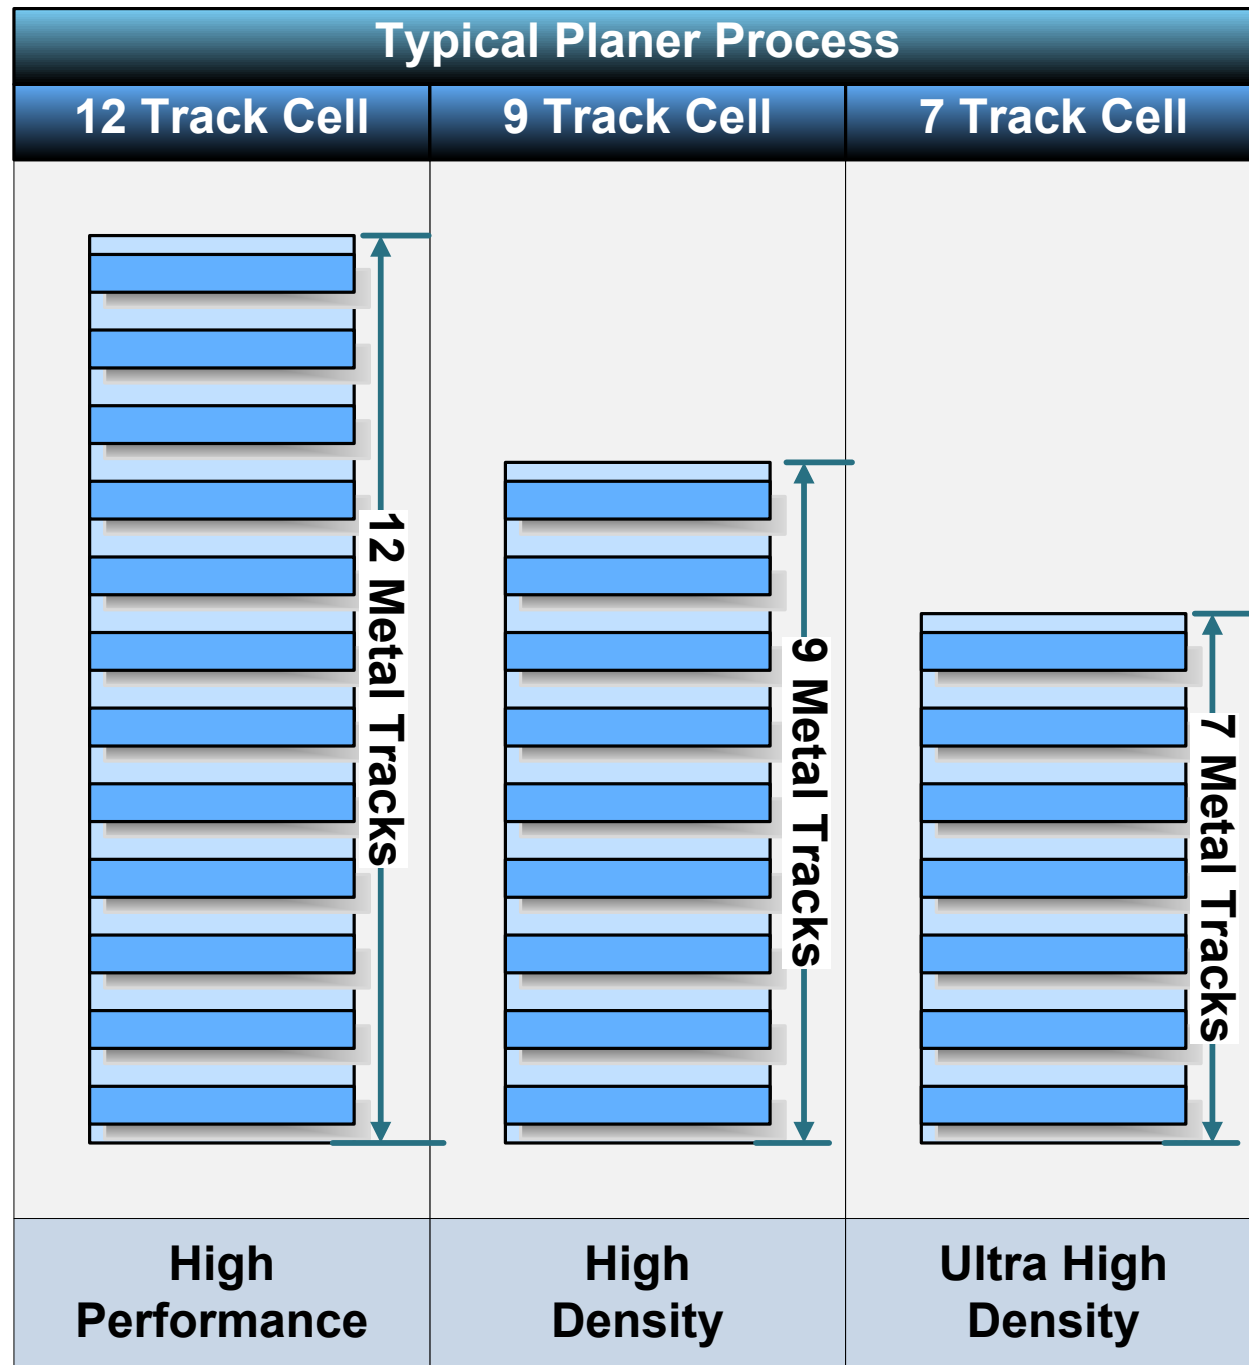 Typical Planer Process
12 Track Cell
9 Track Cell
7 Track Cell
12 Metal Tracks
9 Metal Tracks
7 Metal Tracks
High
Performance
High
Density
Ultra High
Density